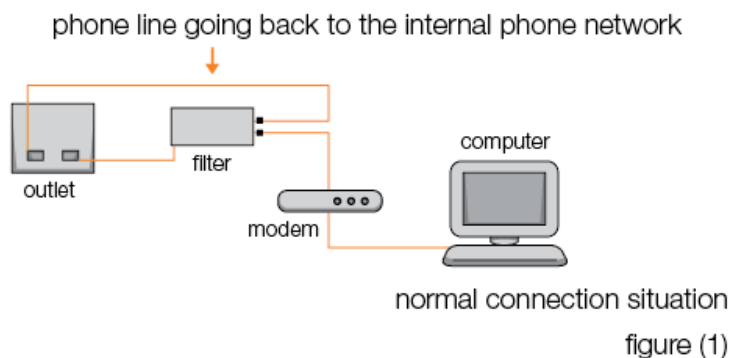 phone line going back to the internal phone network
computer
filter
outlet
modem
normal connection situation
figure (1)